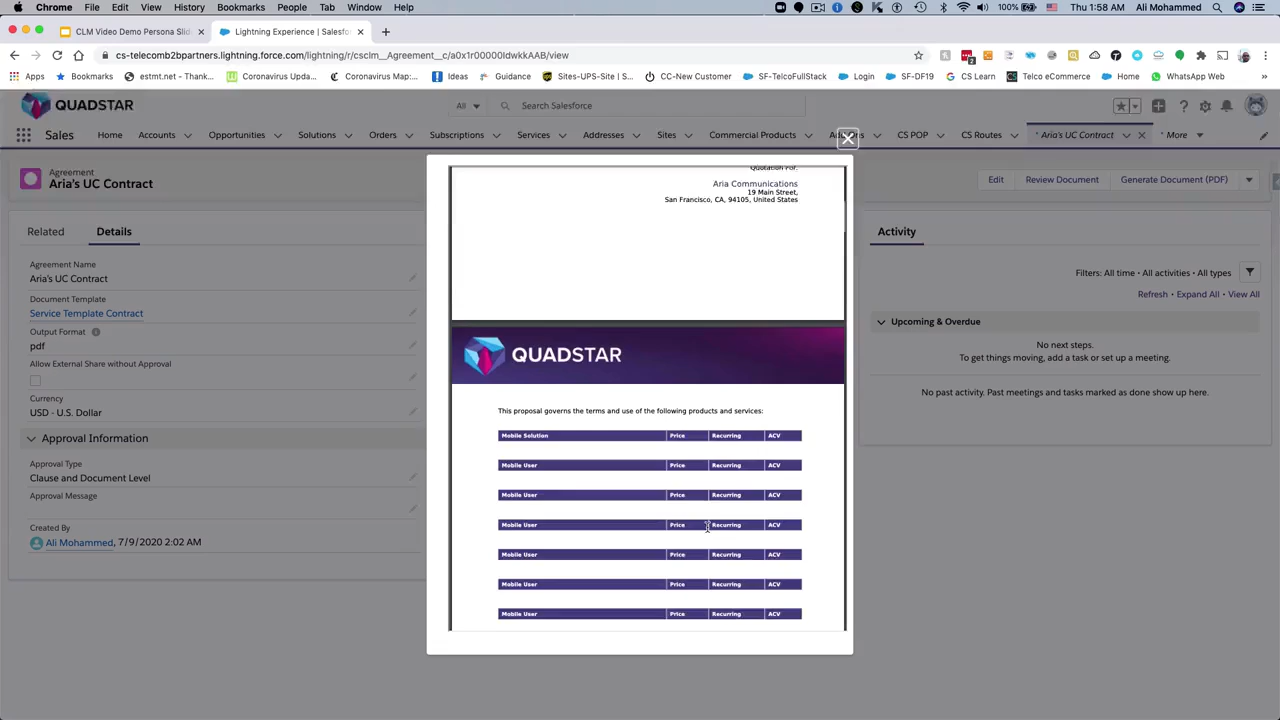 Chrome File Edit View History Bookmarks People Tab Window Help 100% Thu 1:58 AM Ali Mohammed
CLM Video Demo Persona Slid
Lightning Experience | Salesfor
cs-telecomb2bpartners.lightning.force.com/lightning/r/csclm_Agreement__c/a0x1r00000IdwkkAAB/view
Apps Bookmarks estmt.net – Thank... Coronavirus Upda... Coronavirus Map:... Ideas Guidance Sites-UPS-Site | S... CC-New Customer SF-TelcoFullStack Login SF-DF19 CS Learn Telco eCommerce Home WhatsApp Web
QUADSTAR
All
Search Salesforce
Sales Home Accounts Opportunities Solutions Orders Subscriptions Services Addresses Sites Commercial Products CS POP CS Routes * Aria's UC Contract * More
Agreement
Aria's UC Contract
Edit Review Document Generate Document (PDF)
Related Details
Agreement Name
Aria's UC Contract
Document Template
Service Template Contract
Output Format
pdf
Allow External Share without Approval
Currency
USD - U.S. Dollar
Approval Information
Approval Type
Clause and Document Level
Approval Message
Created By
Ali Mohammed, 7/9/2020 2:02 AM
Quotation For:
Aria Communications
19 Main Street,
San Francisco, CA, 94105, United States
QUADSTAR
This proposal governs the terms and use of the following products and services:
Mobile Solution Price Recurring ACV
Mobile User Price Recurring ACV
Mobile User Price Recurring ACV
Mobile User Price Recurring ACV
Mobile User Price Recurring ACV
Mobile User Price Recurring ACV
Mobile User Price Recurring ACV
Activity
Filters: All time • All activities • All types
Refresh • Expand All • View All
Upcoming & Overdue
No next steps.
To get things moving, add a task or set up a meeting.
No past activity. Past meetings and tasks marked as done show up here.